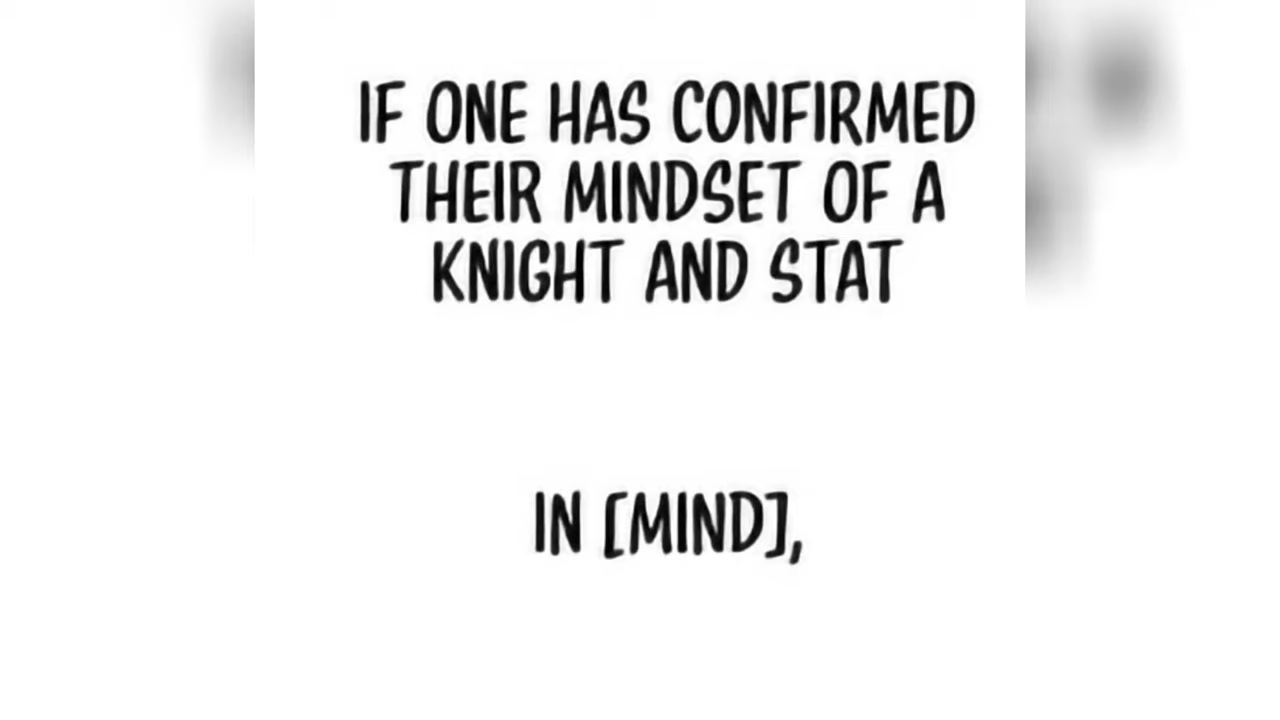 IF ONE HAS CONFIRMED
THEIR MINDSET OF A
KNIGHT AND STAT
IN [MIND],